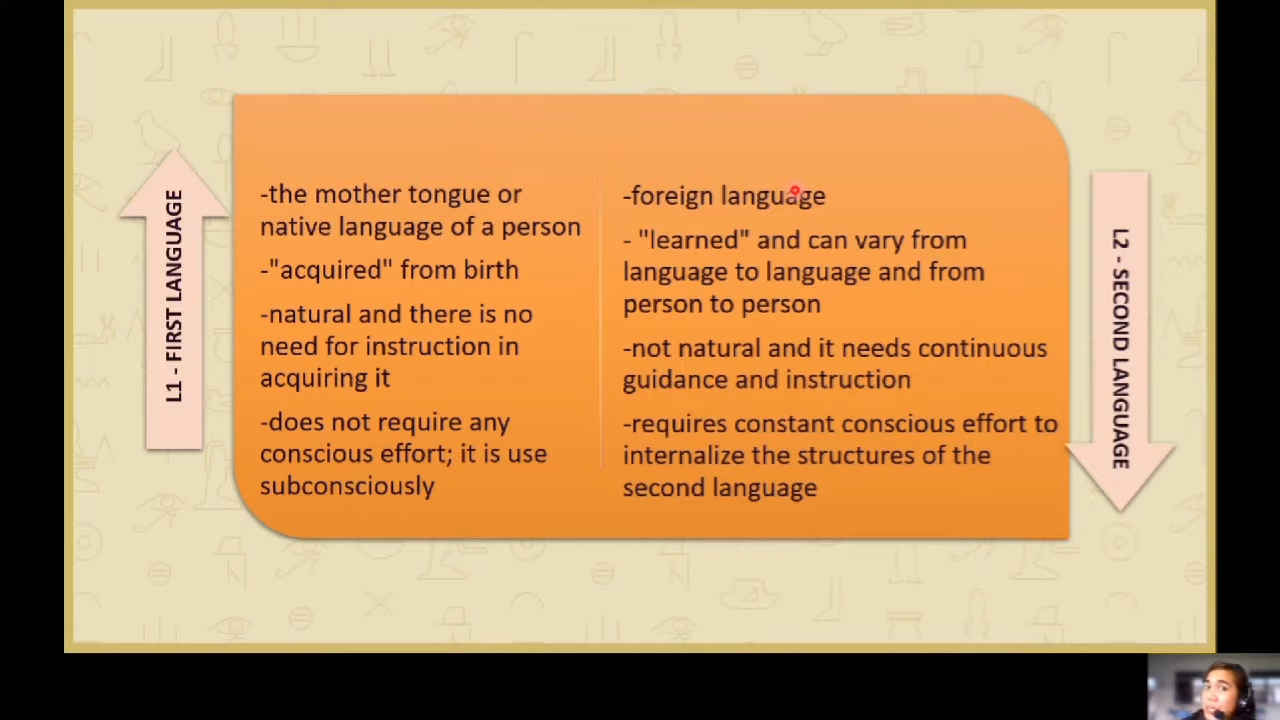 L1 - FIRST LANGUAGE
-the mother tongue or
native language of a person
-"acquired" from birth
-natural and there is no
need for instruction in
acquiring it
-does not require any
conscious effort; it is use
subconsciously
-foreign language
- "learned" and can vary from
language to language and from
person to person
-not natural and it needs continuous
guidance and instruction
-requires constant conscious effort to
internalize the structures of the
second language
L2 - SECOND LANGUAGE